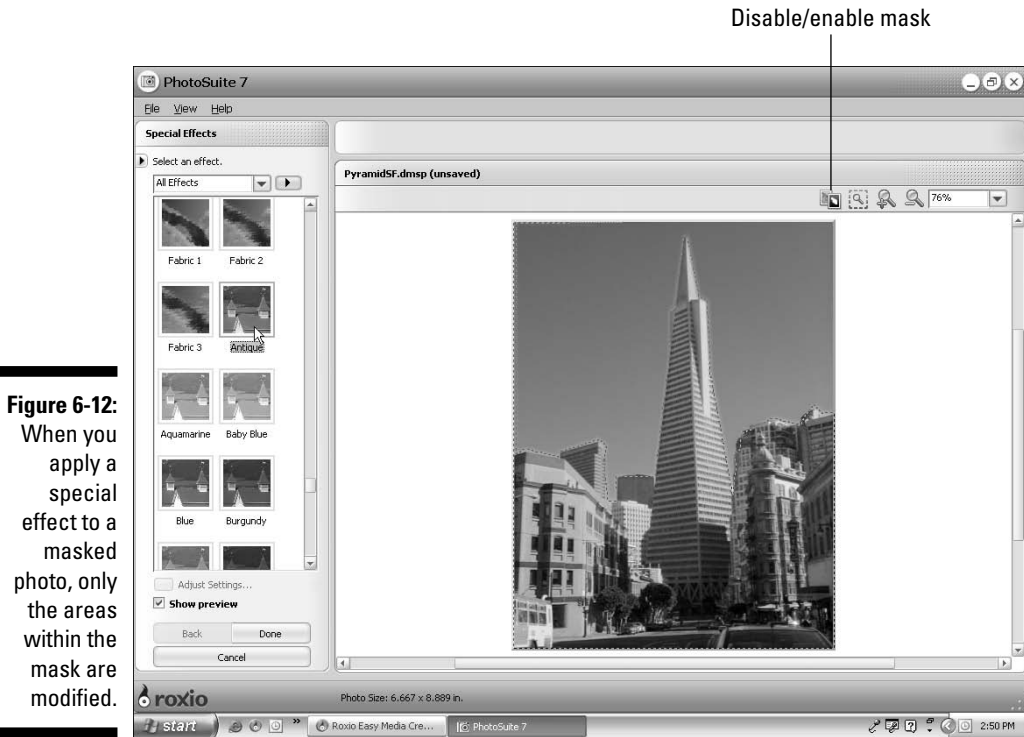 Disable/enable mask
PhotoSuite 7
File View Help
Special Effects
Select an effect.
All Effects
PyramidSF.dmsp (unsaved)
76%
Fabric 1 Fabric 2
Fabric 3 Antique
Aquamarine Baby Blue
Blue Burgundy
Adjust Settings...
Show preview
Back Done
Cancel
roxio
Photo Size: 6.667 x 8.889 in.
start
»
Roxio Easy Media Cre...
PhotoSuite 7
2:50 PM
Figure 6-12:
When you
apply a
special
effect to a
masked
photo, only
the areas
within the
mask are
modified.